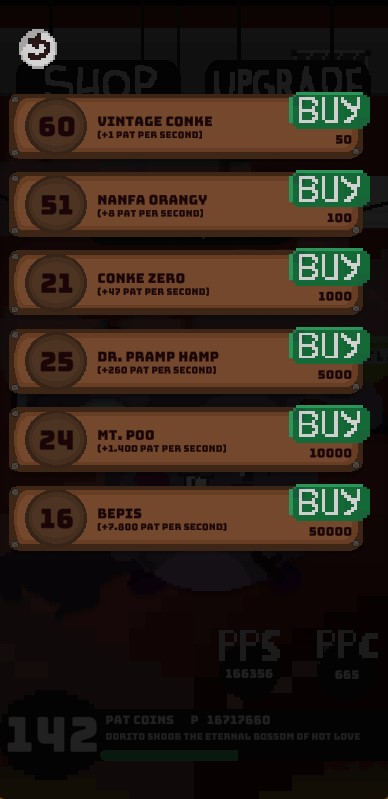 SHOP UPGRADE
60 VINTAGE CONKE
(+1 PAT PER SECOND)
BUY
50
51 NANFA ORANGY
(+8 PAT PER SECOND)
BUY
100
21 CONKE ZERO
(+47 PAT PER SECOND)
BUY
1000
25 DR. PRAMP HAMP
(+260 PAT PER SECOND)
BUY
5000
24 MT. POO
(+1.400 PAT PER SECOND)
BUY
10000
16 BEPIS
(+7.800 PAT PER SECOND)
BUY
50000
PPS PPC
166356 665
142 PAT COINS P 16717660
DORITO SHOOB THE ETERNAL BOSSOM OF HOT LOVE